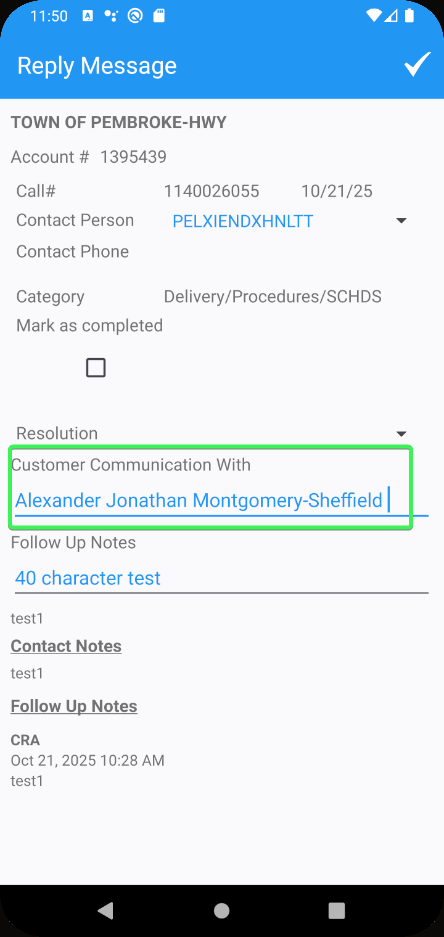 11:50
Reply Message
TOWN OF PEMBROKE-HWY
Account # 1395439
Call# 1140026055 10/21/25
Contact Person PELXIENDXHNLTT
Contact Phone
Category Delivery/Procedures/SCHDS
Mark as completed
Resolution
Customer Communication With
Alexander Jonathan Montgomery-Sheffield
Follow Up Notes
40 character test
test1
Contact Notes
test1
Follow Up Notes
CRA
Oct 21, 2025 10:28 AM
test1